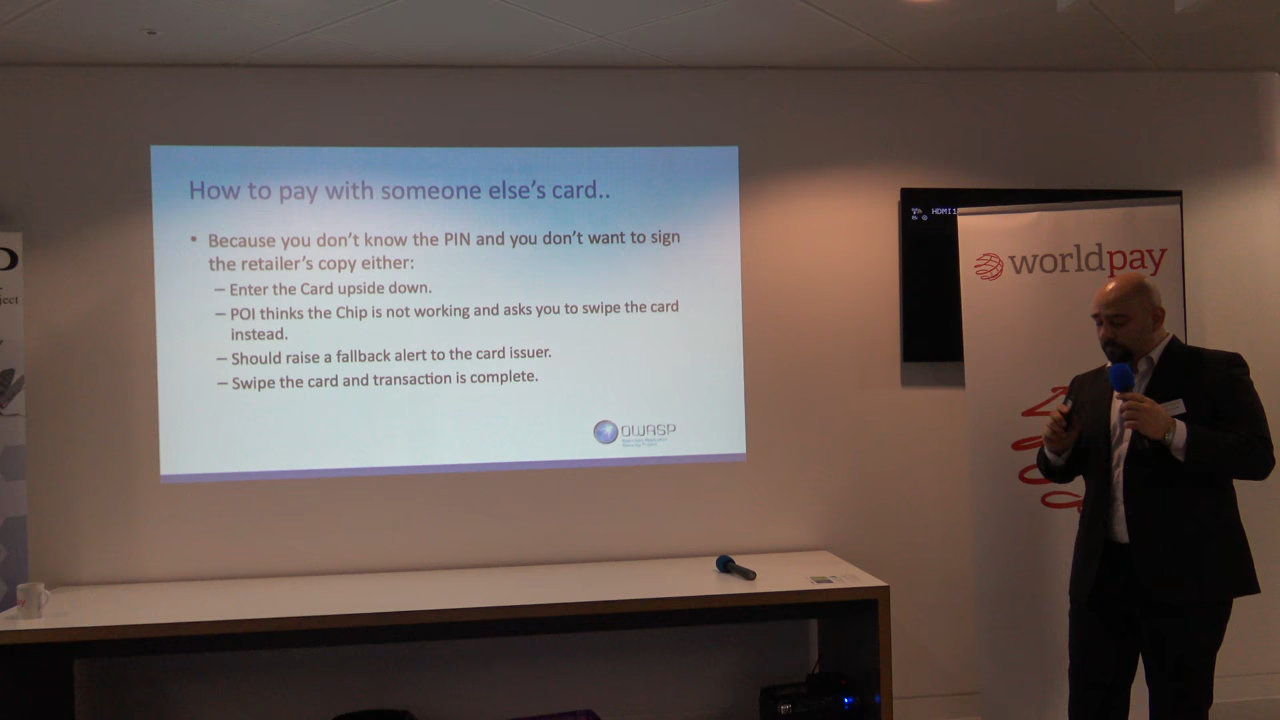 How to pay with someone else's card..
• Because you don't know the PIN and you don't want to sign
the retailer's copy either:
– Enter the Card upside down.
– POI thinks the Chip is not working and asks you to swipe the card
instead.
– Should raise a fallback alert to the card issuer.
– Swipe the card and transaction is complete.
OWASP
HDMI 1
worldpay
ject